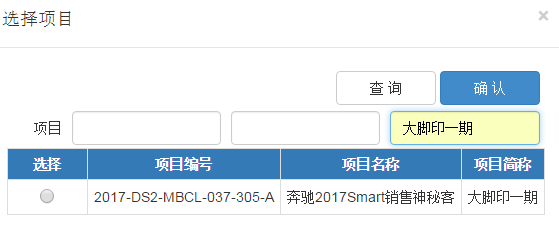 选择项目 ×
查 询 确 认
项目 大脚印一期
选择 项目编号 项目名称 项目简称
2017-DS2-MBCL-037-305-A 奔驰2017Smart销售神秘客 大脚印一期